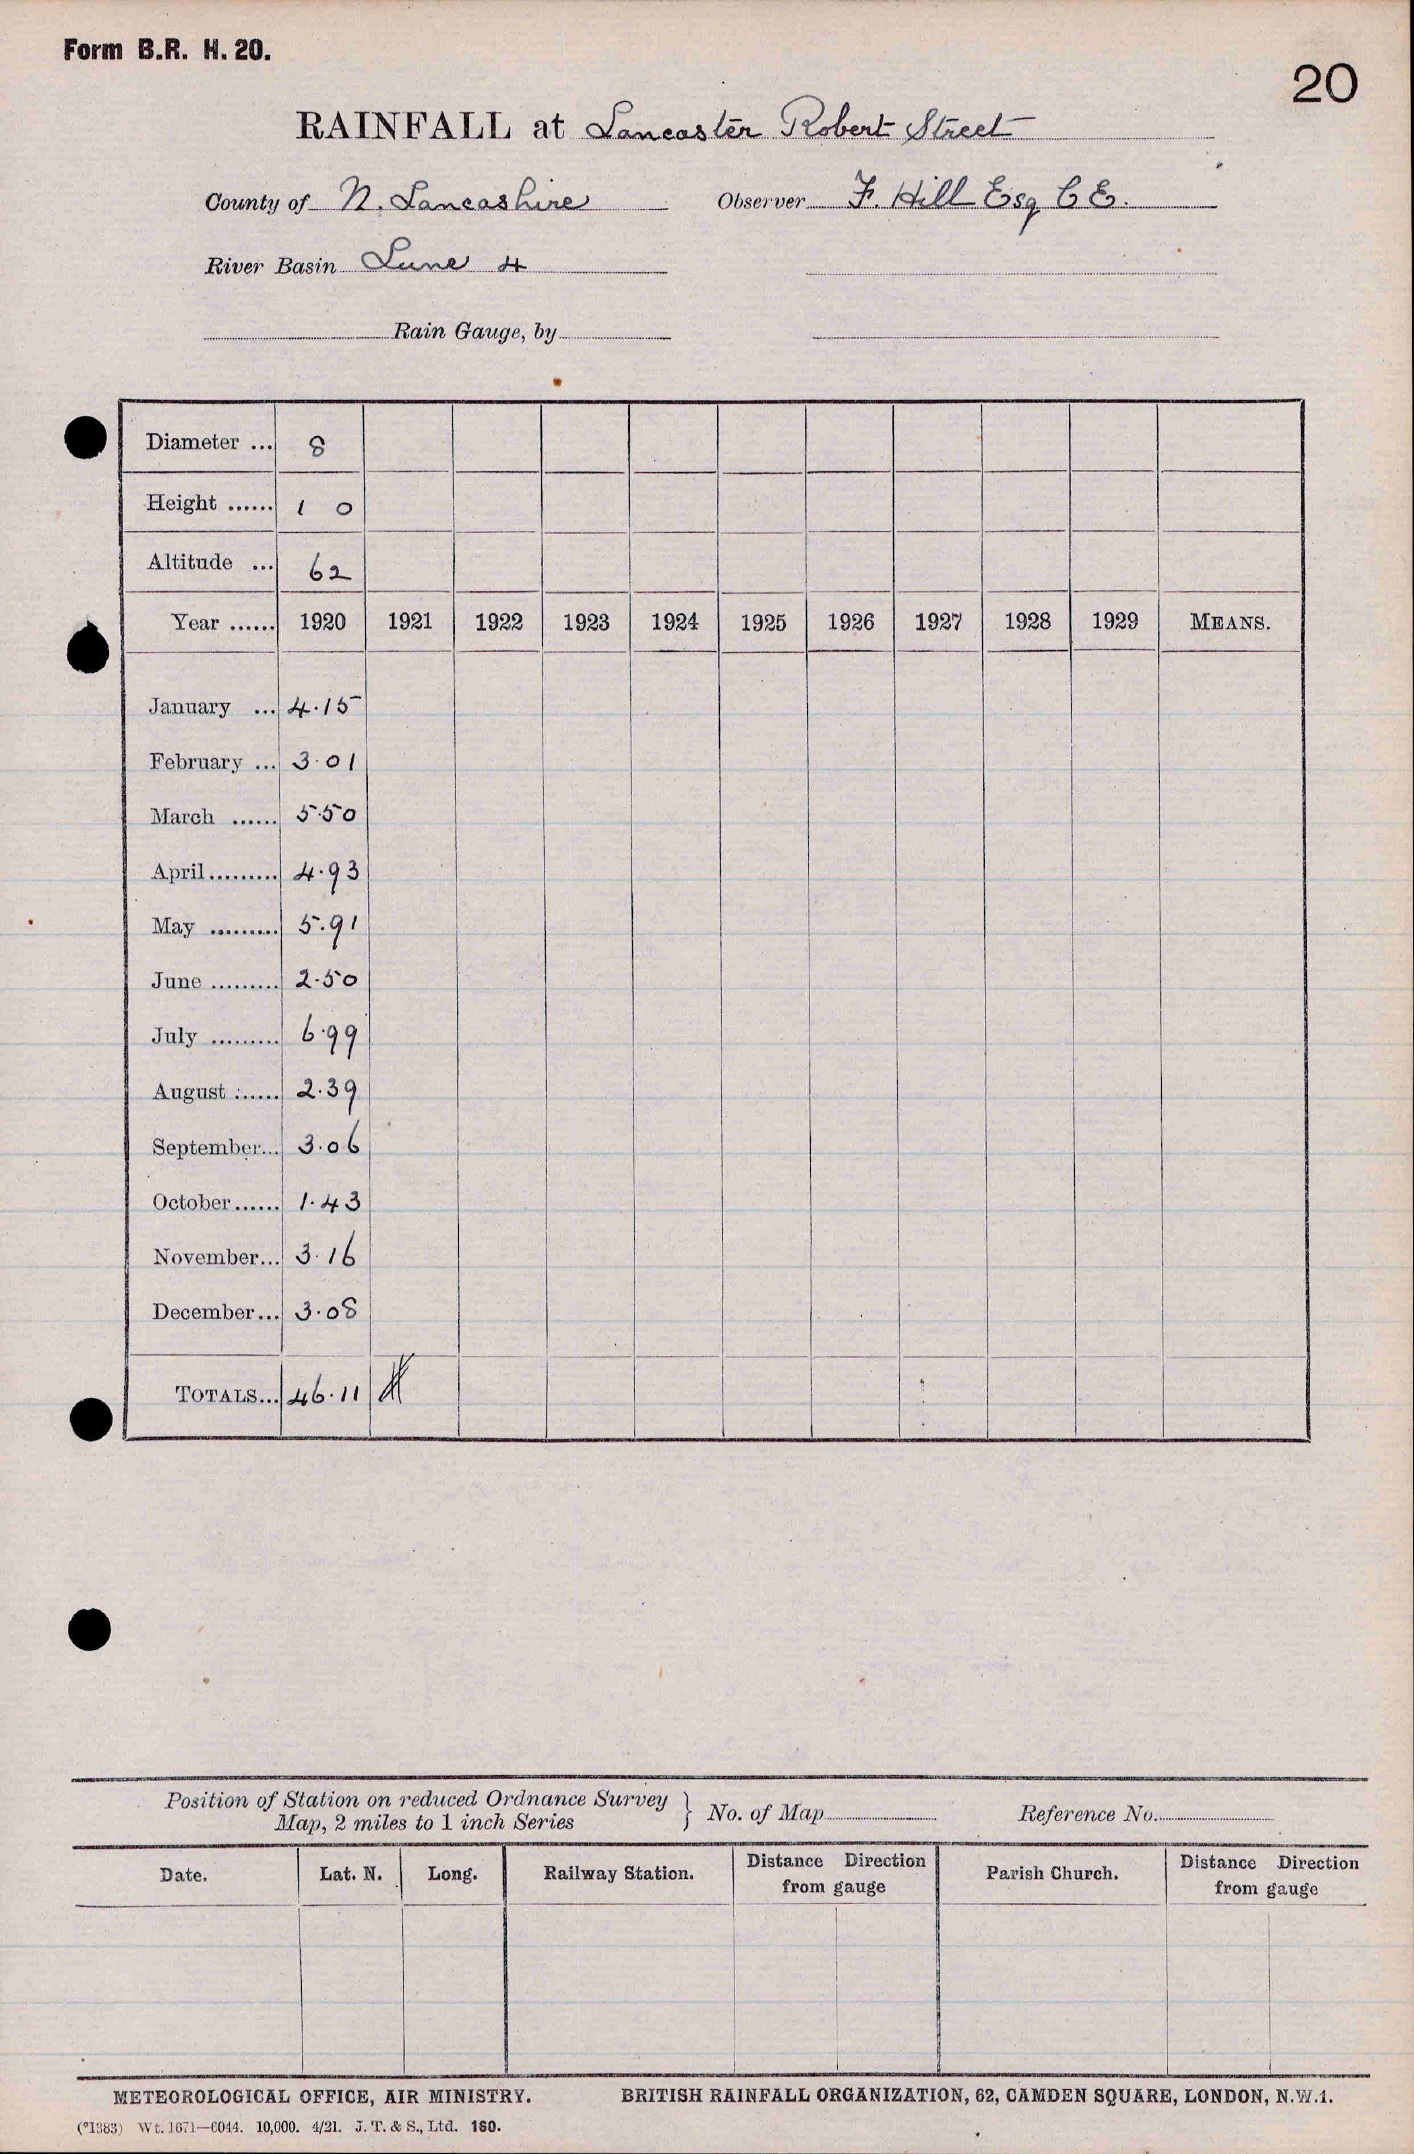 Form B.R. H. 20.
20
RAINFALL at Lancaster Robert Street
County of N. Lancashire Observer F. Hill Esq C E.
River Basin Lune 4
Rain Gauge, by
Diameter ... 8
Height ...... 1 0
Altitude ... 62
Year ...... 1920 1921 1922 1923 1924 1925 1926 1927 1928 1929 MEANS.
January ... 4.15
February ... 3.01
March ...... 5.50
April......... 4.93
May ......... 5.91
June ......... 2.50
July ......... 6.99
August ...... 2.39
September... 3.06
October...... 1.43
November... 3.16
December... 3.08
TOTALS... 46.11
Position of Station on reduced Ordnance Survey
Map, 2 miles to 1 inch Series } No. of Map Reference No.
Date. Lat. N. Long. Railway Station. Distance Direction from gauge Parish Church. Distance Direction from gauge
METEOROLOGICAL OFFICE, AIR MINISTRY. BRITISH RAINFALL ORGANIZATION, 62, CAMDEN SQUARE, LONDON, N.W.1.
(*1383) Wt. 1671—6044. 10,000. 4/21. J. T. & S., Ltd. 160.